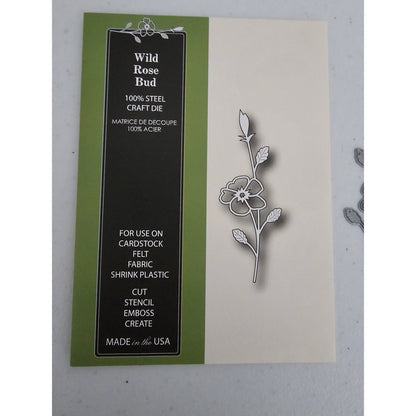 Wild
Rose
Bud
100% STEEL
CRAFT DIE
MATRICE DE DECOUPE
100% ACIER
FOR USE ON
CARDSTOCK
FELT
FABRIC
SHRINK PLASTIC
CUT
STENCIL
EMBOSS
CREATE
MADE in the USA